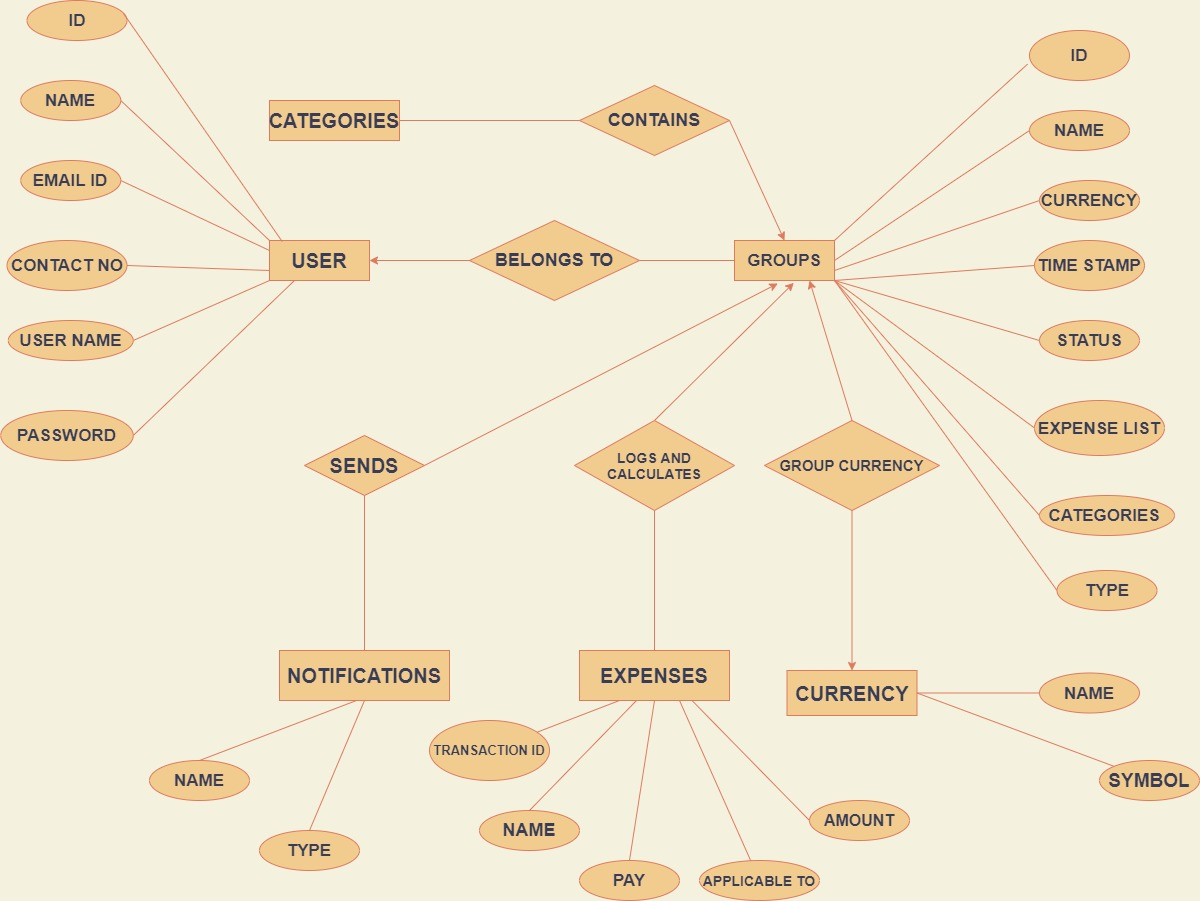 ID
ID
NAME
CATEGORIES
CONTAINS
NAME
EMAIL ID
CURRENCY
CONTACT NO
USER
BELONGS TO
GROUPS
TIME STAMP
USER NAME
STATUS
PASSWORD
EXPENSE LIST
SENDS
LOGS AND
CALCULATES
GROUP CURRENCY
CATEGORIES
TYPE
NOTIFICATIONS
EXPENSES
CURRENCY
NAME
TRANSACTION ID
NAME
SYMBOL
NAME
AMOUNT
TYPE
PAY
APPLICABLE TO